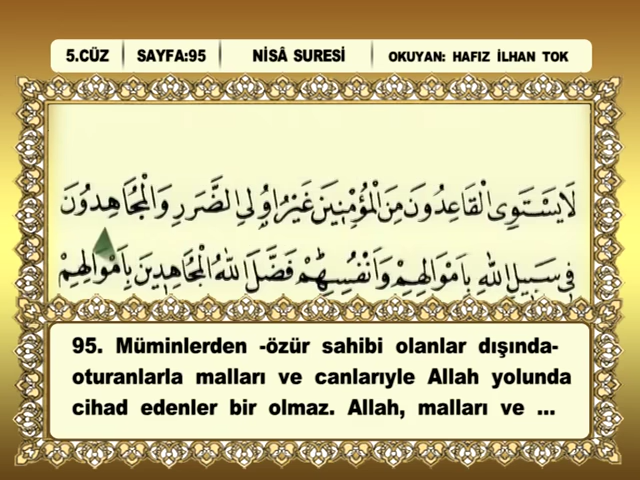 5.CÜZ SAYFA:95 NİSÂ SURESİ OKUYAN: HAFIZ İLHAN TOK
لَا يَسْتَوِى الْقَاعِدُونَ مِنَ الْمُؤْمِنِينَ غَيْرُ اُولِى الضَّرَرِ وَالْمُجَاهِدُونَ
فِى سَبِيلِ اللّٰهِ بِاَمْوَالِهِمْ وَاَنْفُسِهِمْ فَضَّلَ اللّٰهُ الْمُجَاهِدِينَ بِاَمْوَالِهِمْ
95. Müminlerden -özür sahibi olanlar dışında-
oturanlarla malları ve canlarıyle Allah yolunda
cihad edenler bir olmaz. Allah, malları ve ...